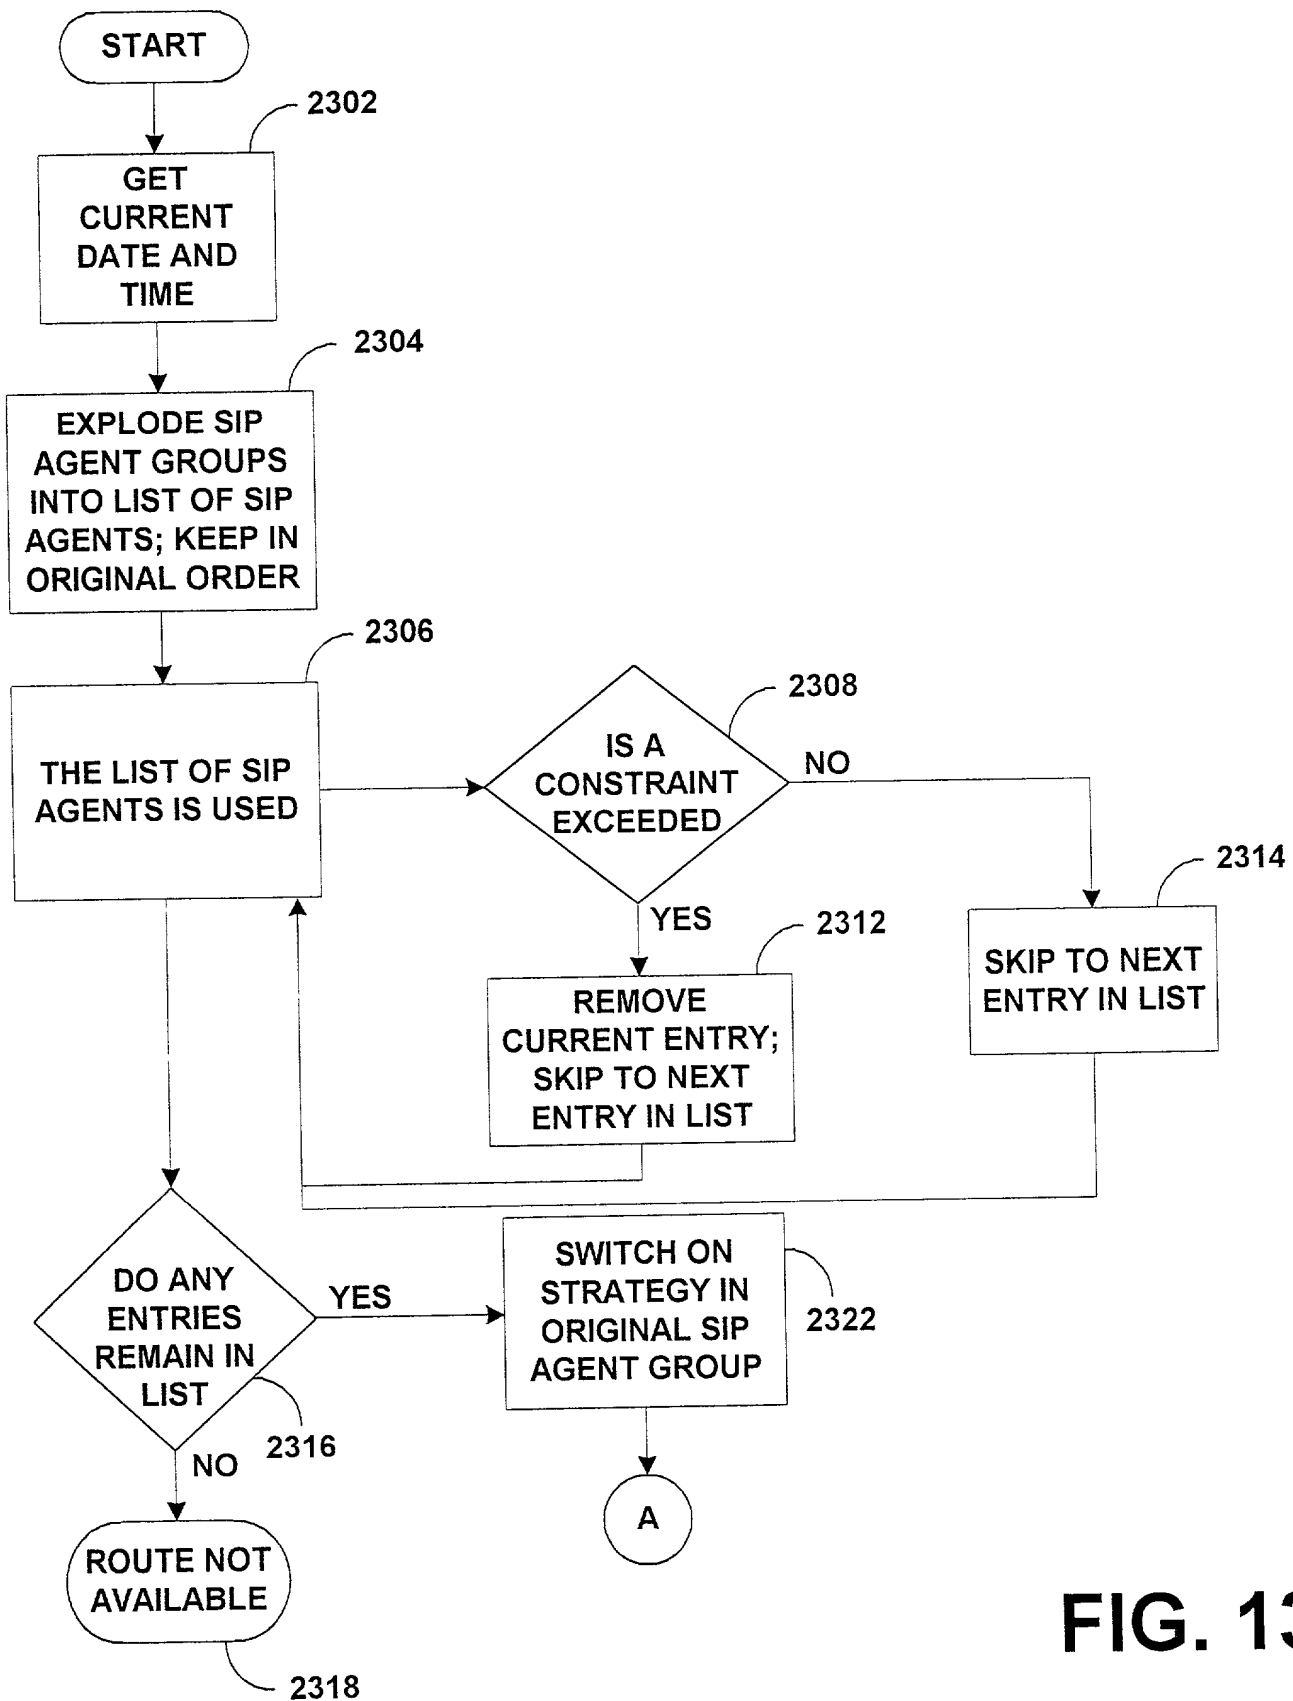 START
2302
GET
CURRENT
DATE AND
TIME
2304
EXPLODE SIP
AGENT GROUPS
INTO LIST OF SIP
AGENTS; KEEP IN
ORIGINAL ORDER
2306
THE LIST OF SIP
AGENTS IS USED
2308
IS A
CONSTRAINT
EXCEEDED
NO
YES
2312
REMOVE
CURRENT ENTRY;
SKIP TO NEXT
ENTRY IN LIST
2314
SKIP TO NEXT
ENTRY IN LIST
DO ANY
ENTRIES
REMAIN IN
LIST
2316
YES
NO
SWITCH ON
STRATEGY IN
ORIGINAL SIP
AGENT GROUP
2322
A
ROUTE NOT
AVAILABLE
2318
FIG. 13